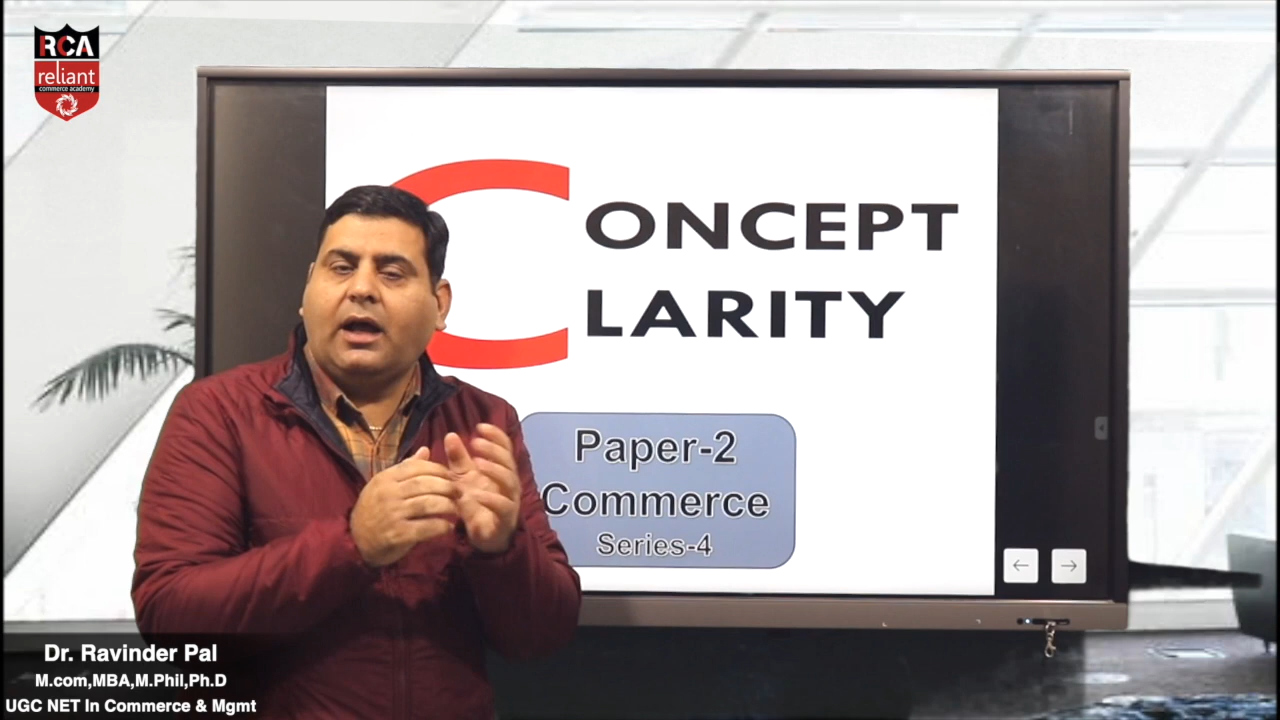 RCA
reliant
commerce academy
CONCEPT
CLARITY
Paper-2
Commerce
Series-4
Dr. Ravinder Pal
M.com,MBA,M.Phil,Ph.D
UGC NET In Commerce & Mgmt